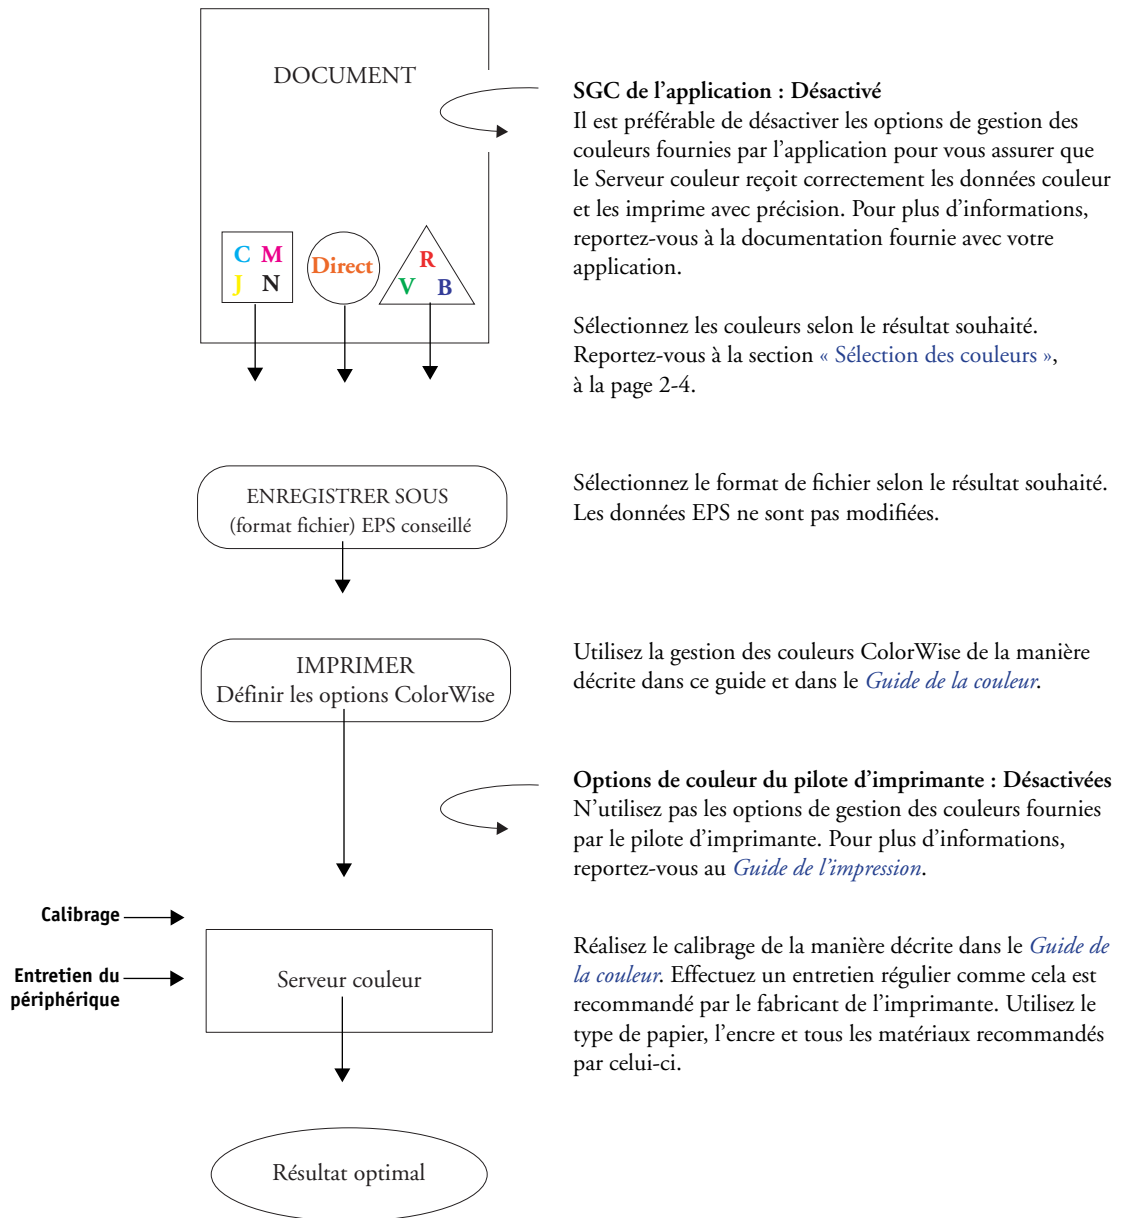 DOCUMENT
C M
J N
Direct
R
V B
SGC de l’application : Désactivé
Il est préférable de désactiver les options de gestion des
couleurs fournies par l’application pour vous assurer que
le Serveur couleur reçoit correctement les données couleur
et les imprime avec précision. Pour plus d’informations,
reportez-vous à la documentation fournie avec votre
application.
Sélectionnez les couleurs selon le résultat souhaité.
Reportez-vous à la section « Sélection des couleurs »,
à la page 2-4.
ENREGISTRER SOUS
(format fichier) EPS conseillé
Sélectionnez le format de fichier selon le résultat souhaité.
Les données EPS ne sont pas modifiées.
IMPRIMER
Définir les options ColorWise
Utilisez la gestion des couleurs ColorWise de la manière
décrite dans ce guide et dans le Guide de la couleur.
Options de couleur du pilote d’imprimante : Désactivées
N’utilisez pas les options de gestion des couleurs fournies
par le pilote d’imprimante. Pour plus d’informations,
reportez-vous au Guide de l’impression.
Calibrage
Entretien du
périphérique
Serveur couleur
Réalisez le calibrage de la manière décrite dans le Guide de
la couleur. Effectuez un entretien régulier comme cela est
recommandé par le fabricant de l’imprimante. Utilisez le
type de papier, l’encre et tous les matériaux recommandés
par celui-ci.
Résultat optimal